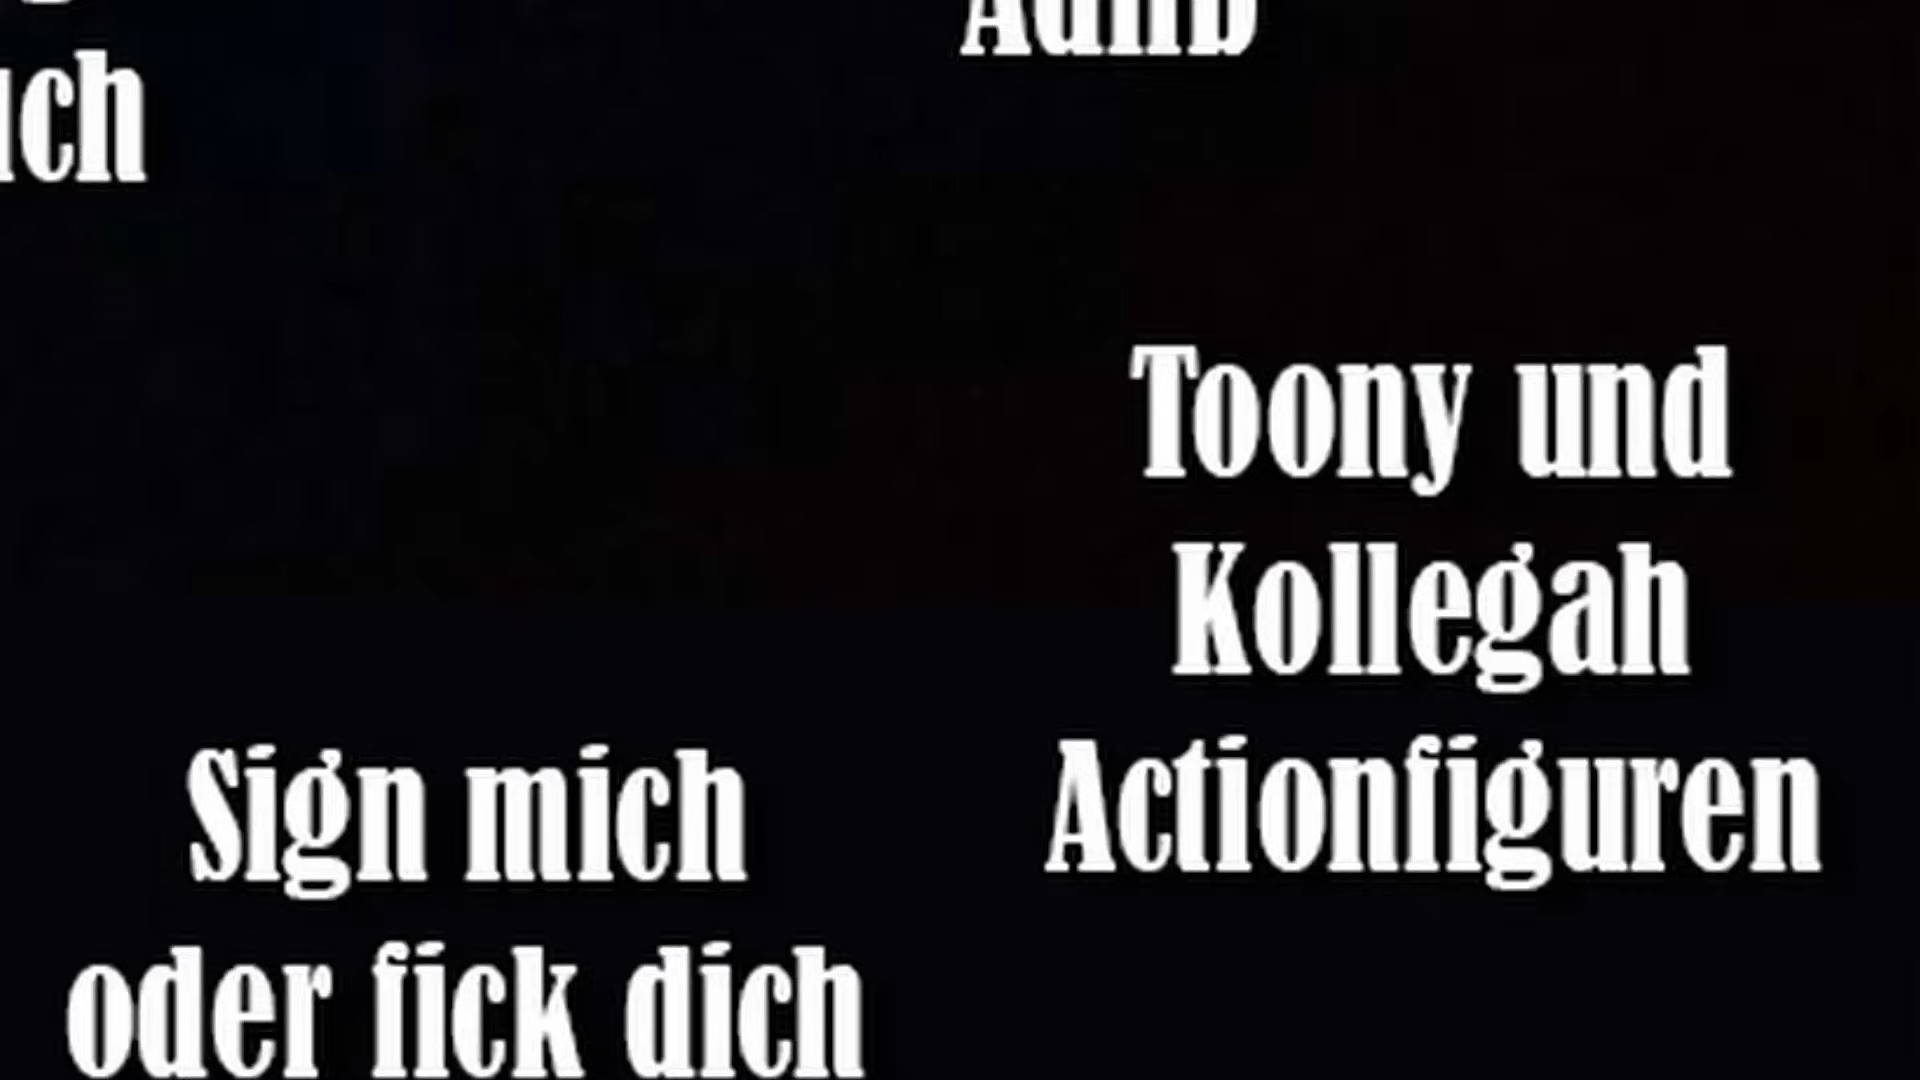 Toony und
Kollegah
Actionfiguren
Sign mich
oder fick dich